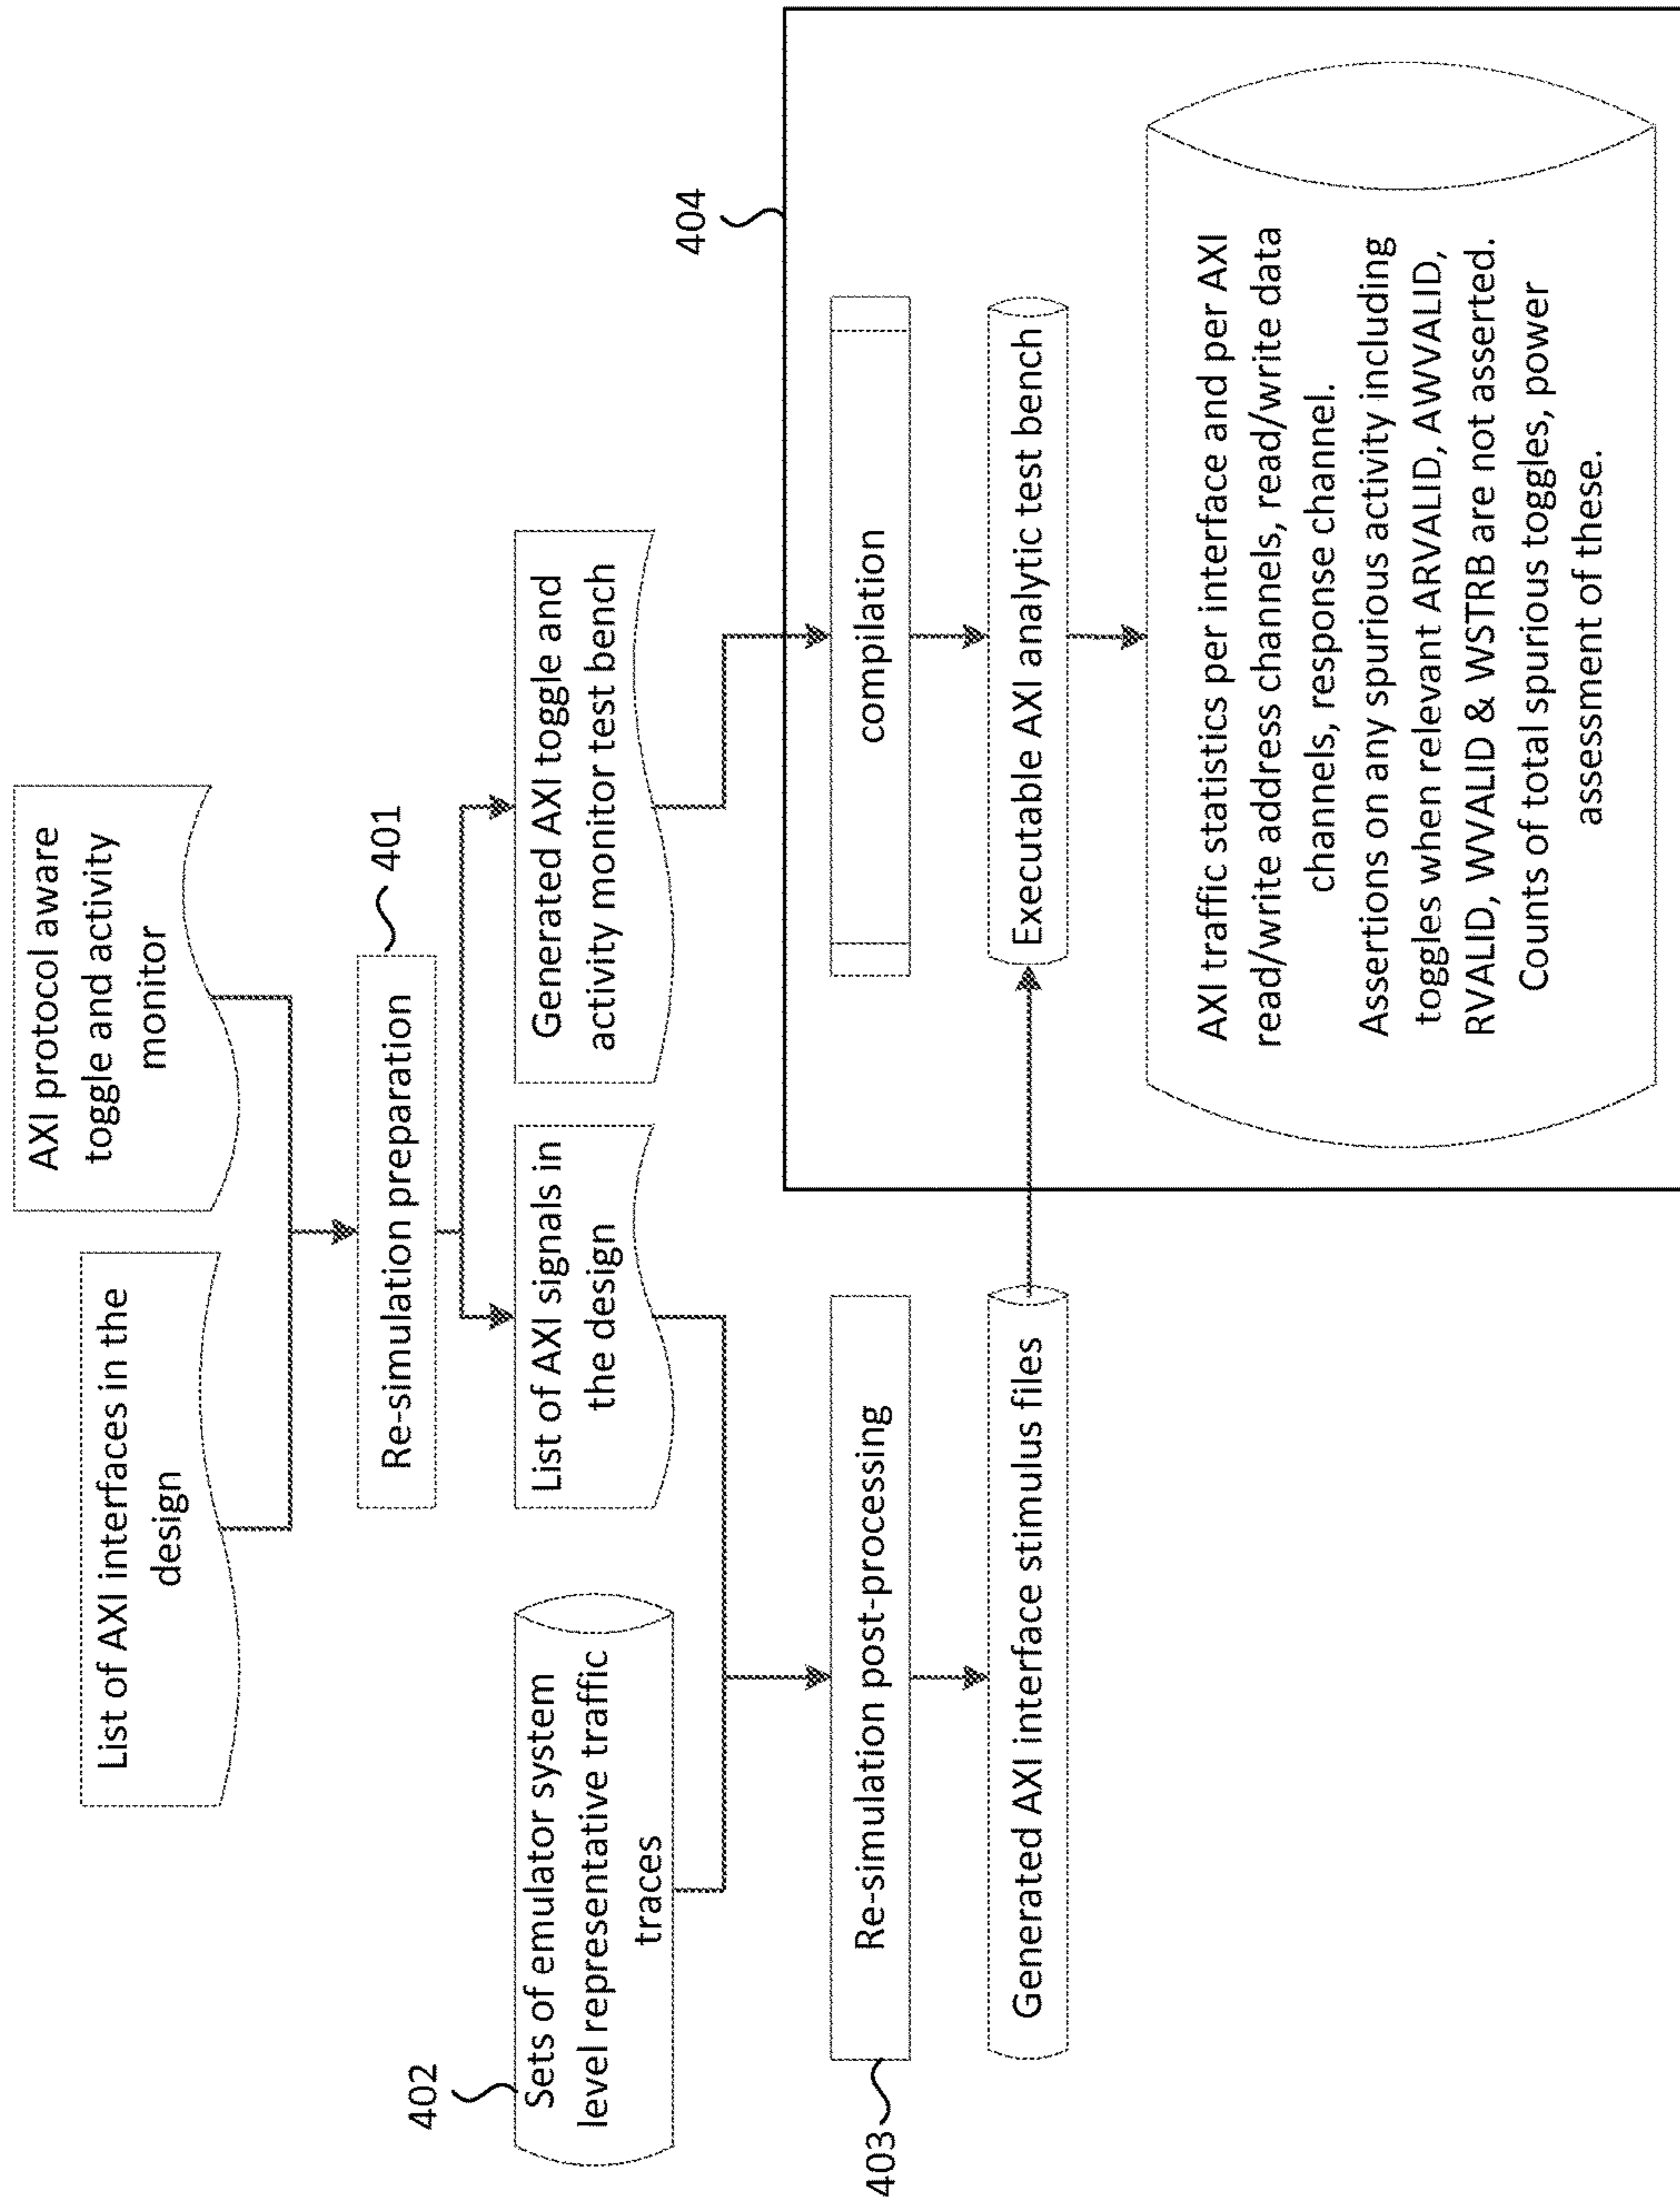 List of AXI interfaces in the
design
AXI protocol aware
toggle and activity
monitor
Re-simulation preparation
401
402
Sets of emulator system
level representative traffic
traces
List of AXI signals in
the design
Generated AXI toggle and
activity monitor test bench
404
403
Re-simulation post-processing
compilation
Generated AXI interface stimulus files
Executable AXI analytic test bench
AXI traffic statistics per interface and per AXI
read/write address channels, read/write data
channels, response channel.
Assertions on any spurious activity including
toggles when relevant ARVALID, AWVALID,
RVALID, WVALID & WSTRB are not asserted.
Counts of total spurious toggles, power
assessment of these.